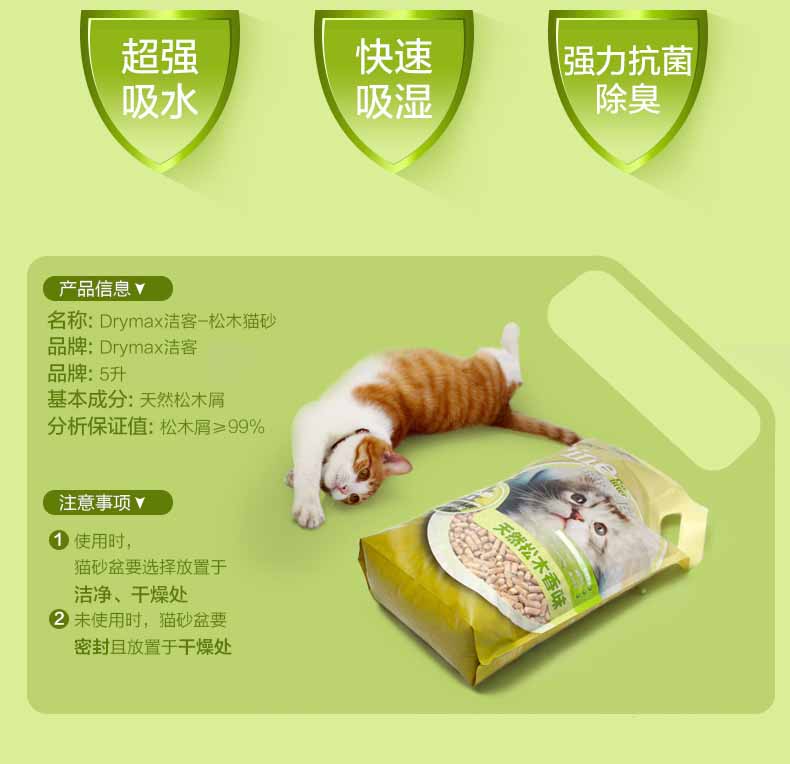 超强
吸水
快速
吸湿
强力抗菌
除臭
产品信息
名称: Drymax洁客-松木猫砂
品牌: Drymax洁客
品牌: 5升
基本成分: 天然松木屑
分析保证值: 松木屑≥99%
注意事项
1 使用时,
猫砂盆要选择放置于
洁净、干燥处
2 未使用时, 猫砂盆要
密封且放置于干燥处
天然松木香味